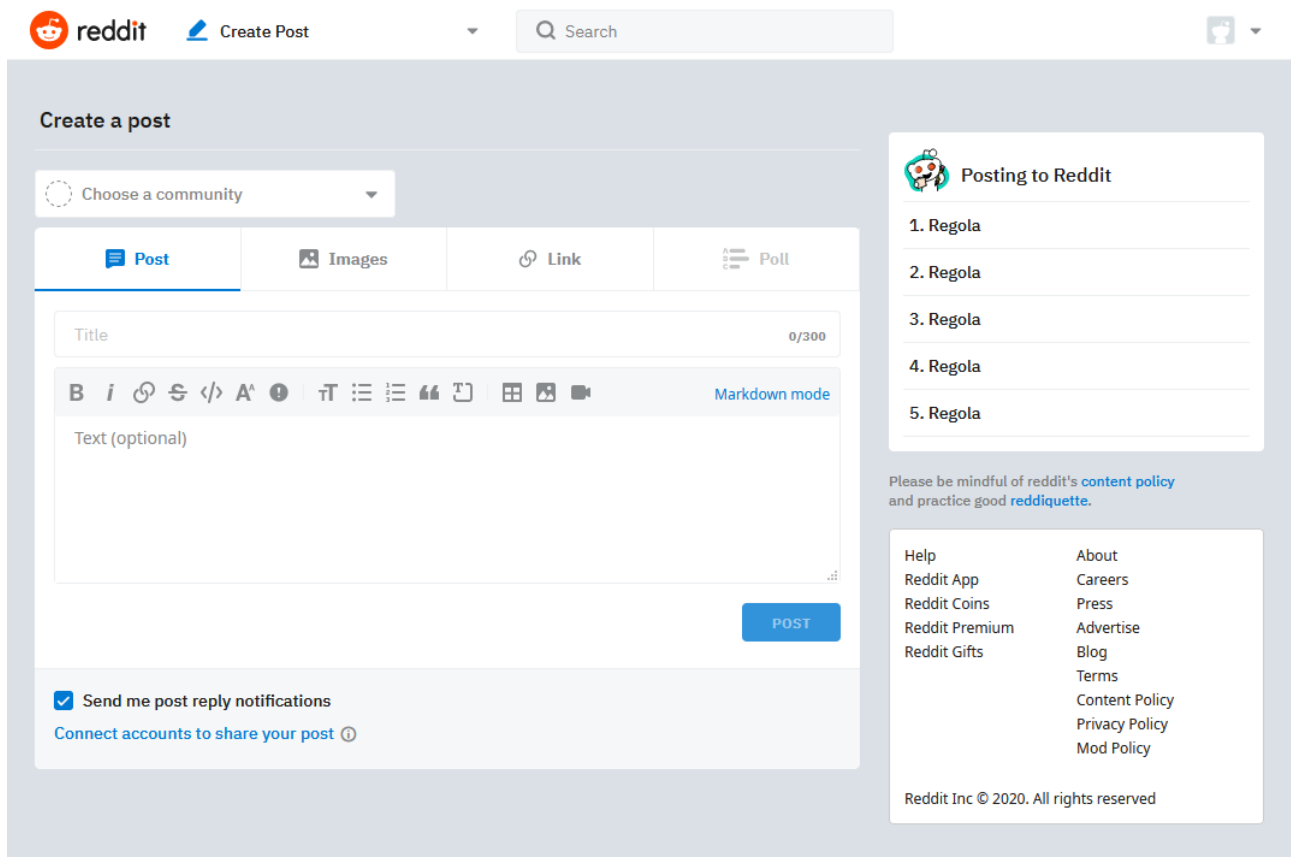 reddit Create Post Search
Create a post
Choose a community
Post Images Link Poll
Title 0/300
B i S </> A^A ! TT T Markdown mode
Text (optional)
POST
Send me post reply notifications
Connect accounts to share your post
Posting to Reddit
1. Regola
2. Regola
3. Regola
4. Regola
5. Regola
Please be mindful of reddit's content policy
and practice good reddiquette.
Help About
Reddit App Careers
Reddit Coins Press
Reddit Premium Advertise
Reddit Gifts Blog
Terms
Content Policy
Privacy Policy
Mod Policy
Reddit Inc © 2020. All rights reserved